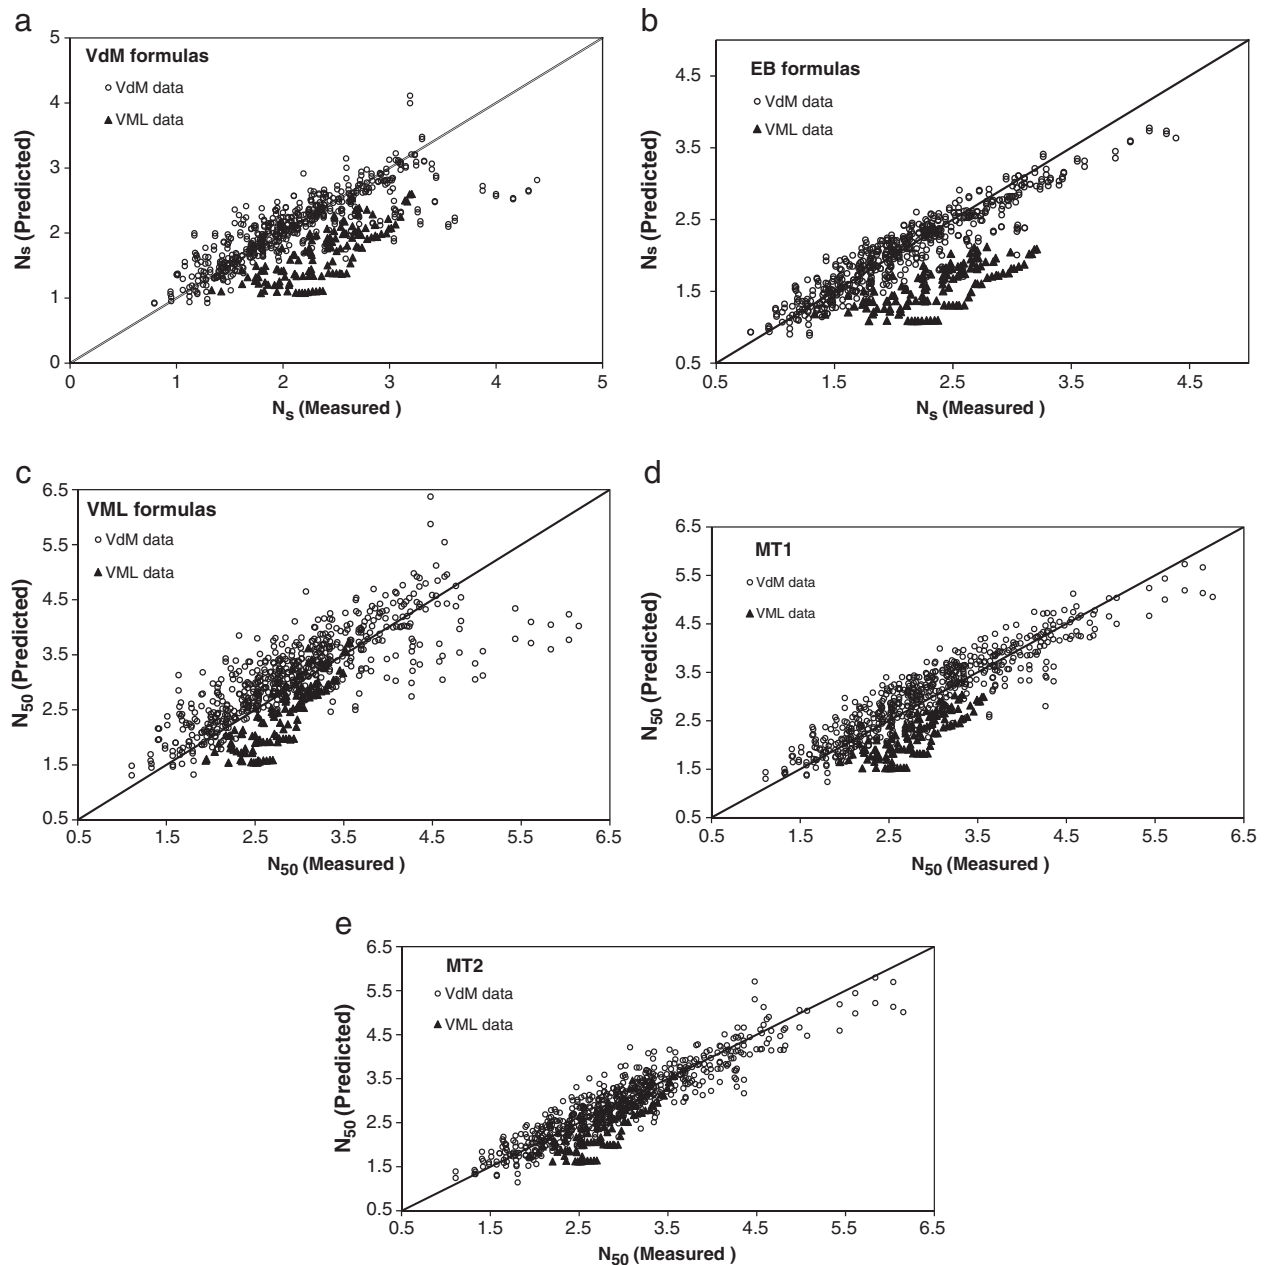 a
VdM formulas
VdM data
VML data
5
4
3
2
1
0
0 1 2 3 4 5
Ns (Predicted)
Ns (Measured )
b
EB formulas
VdM data
VML data
4.5
3.5
2.5
1.5
0.5
0.5 1.5 2.5 3.5 4.5
Ns (Predicted)
Ns (Measured )
c
VML formulas
VdM data
VML data
6.5
5.5
4.5
3.5
2.5
1.5
0.5
0.5 1.5 2.5 3.5 4.5 5.5 6.5
N50 (Predicted)
N50 (Measured )
d
MT1
VdM data
VML data
6.5
5.5
4.5
3.5
2.5
1.5
0.5
0.5 1.5 2.5 3.5 4.5 5.5 6.5
N50 (Predicted)
N50 (Measured )
e
MT2
VdM data
VML data
6.5
5.5
4.5
3.5
2.5
1.5
0.5
0.5 1.5 2.5 3.5 4.5 5.5 6.5
N50 (Predicted)
N50 (Measured )